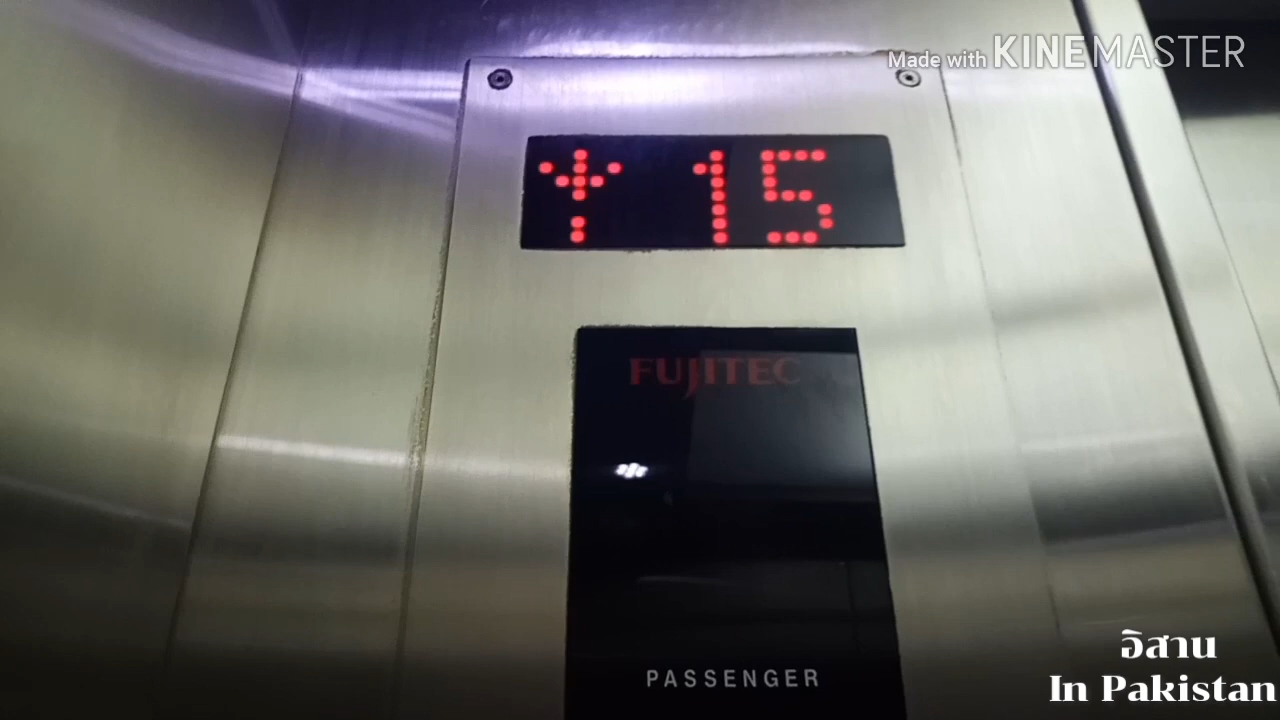 Made with KINEMASTER
15
FUJITEC
PASSENGER
อิสาน
In Pakistan